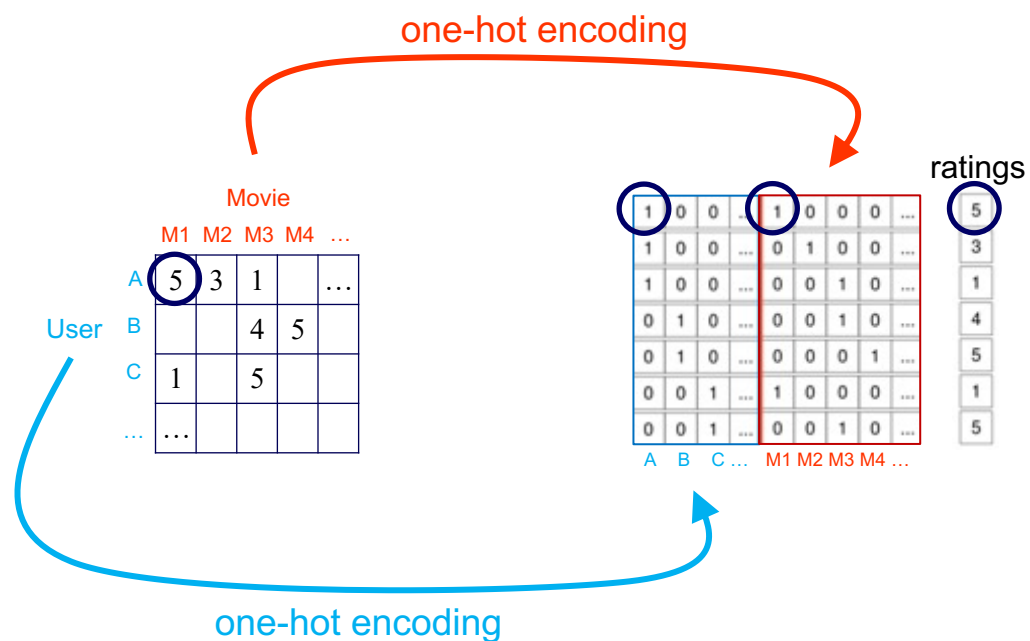 one-hot encoding
ratings
Movie
M1 M2 M3 M4 …
A 5 3 1 …
User B 4 5
C 1 5
… …
1 0 0 ... 1 0 0 0 ... 5
1 0 0 ... 0 1 0 0 ... 3
1 0 0 ... 0 0 1 0 ... 1
0 1 0 ... 0 0 1 0 ... 4
0 1 0 ... 0 0 0 1 ... 5
0 0 1 ... 1 0 0 0 ... 1
0 0 1 ... 0 0 1 0 ... 5
A B C … M1 M2 M3 M4 …
one-hot encoding